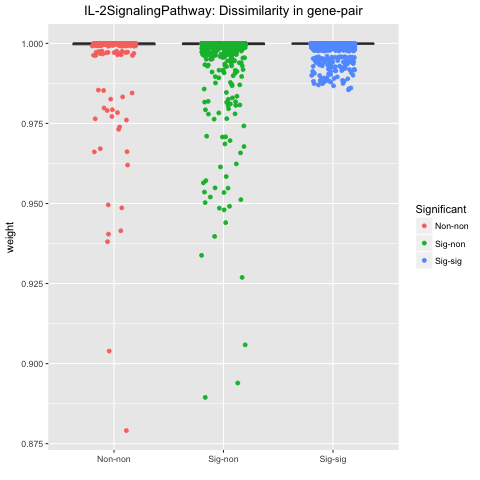 IL-2SignalingPathway: Dissimilarity in gene-pair
weight
1.000
0.975
0.950
0.925
0.900
0.875
Non-non
Sig-non
Sig-sig
Significant
Non-non
Sig-non
Sig-sig